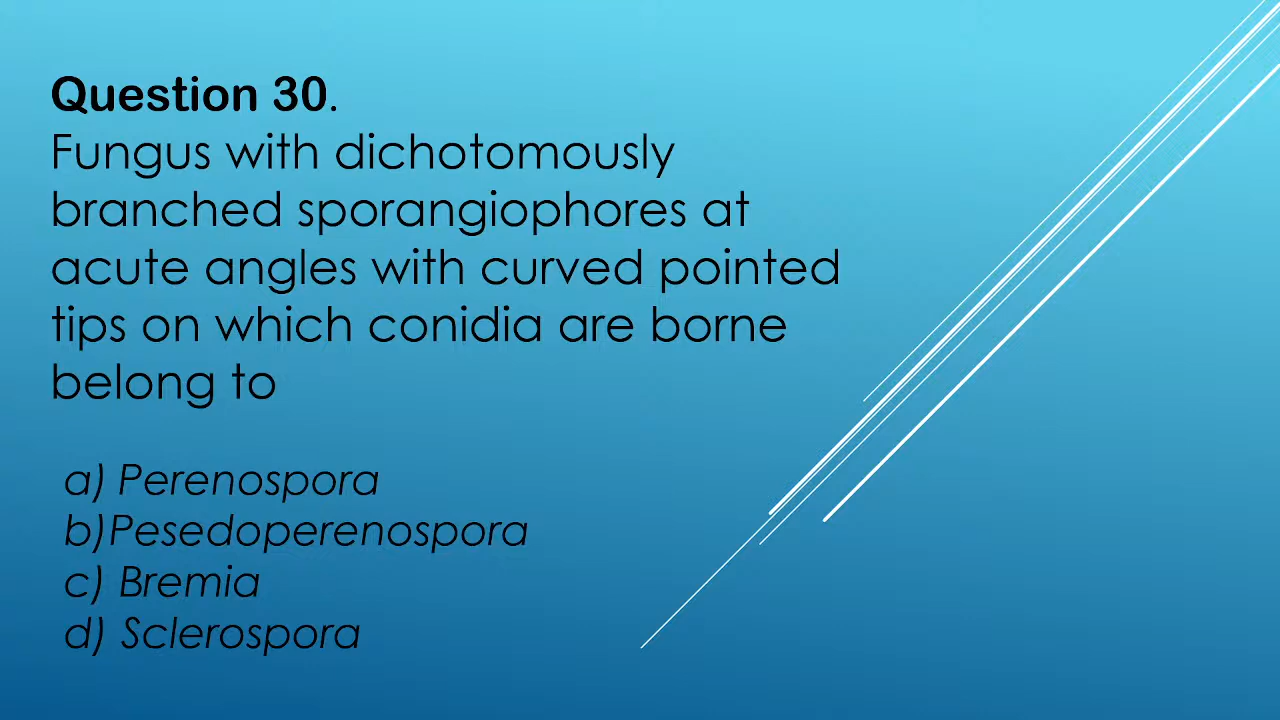 Question 30.
Fungus with dichotomously
branched sporangiophores at
acute angles with curved pointed
tips on which conidia are borne
belong to
a) Perenospora
b)Pesedoperenospora
c) Bremia
d) Sclerospora